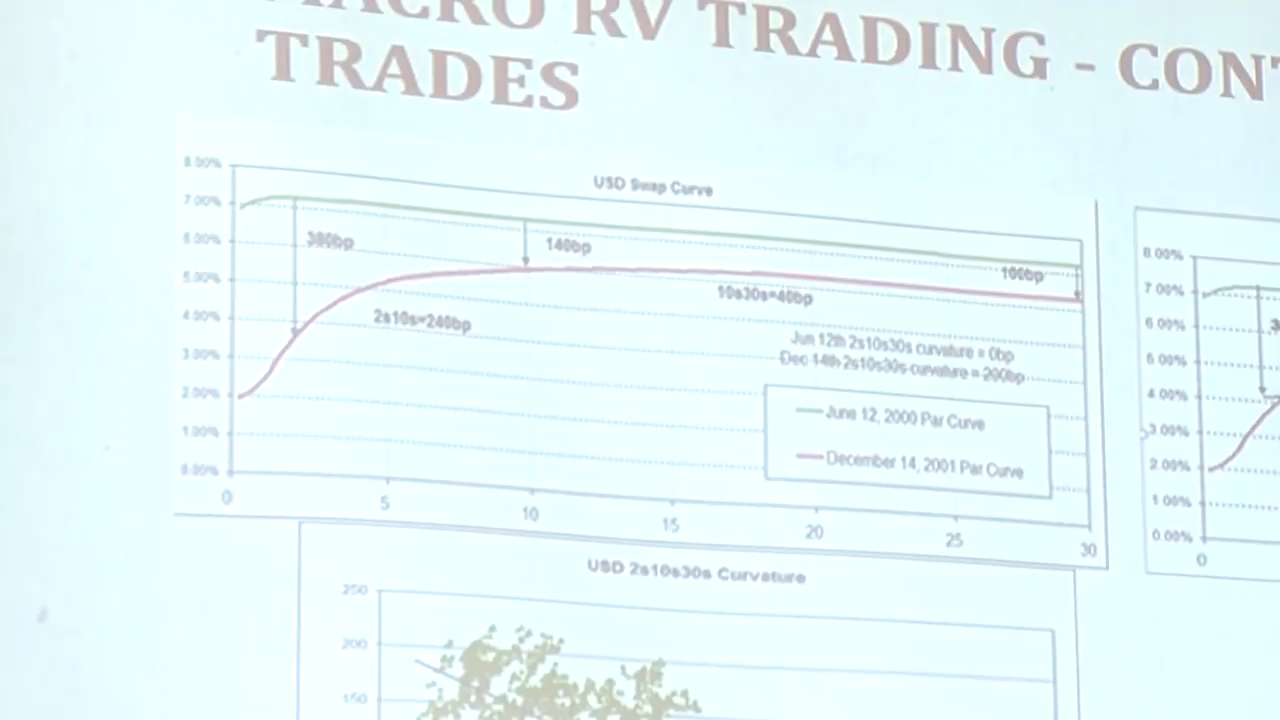 MACRO RV TRADING - CONT
TRADES
USD Swap Curve
8.00%
7.00%
6.00%
5.00%
4.00%
3.00%
2.00%
1.00%
0.00%
380bp
140bp
100bp
2s10s=240bp
10s30s=40bp
Jun 12th 2s10s30s curvature = 0bp
Dec 14th 2s10s30s curvature = 200bp
June 12, 2000 Par Curve
December 14, 2001 Par Curve
0 5 10 15 20 25 30
8.00%
7.00%
6.00%
5.00%
4.00%
3.00%
2.00%
1.00%
0.00%
0
USD 2s10s30s Curvature
250
200
150